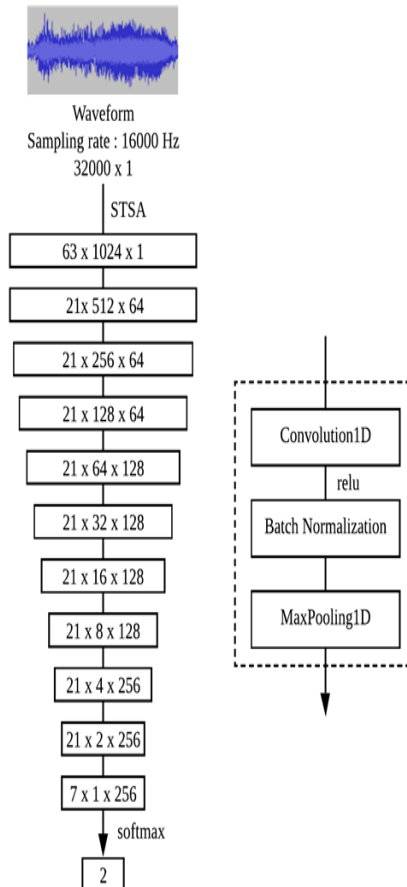 Waveform
Sampling rate : 16000 Hz
32000 x 1
STSA
63 x 1024 x 1
21x 512 x 64
21 x 256 x 64
21 x 128 x 64
21 x 64 x 128
21 x 32 x 128
21 x 16 x 128
21 x 8 x 128
21 x 4 x 256
21 x 2 x 256
7 x 1 x 256
softmax
2
Convolution1D
relu
Batch Normalization
MaxPooling1D